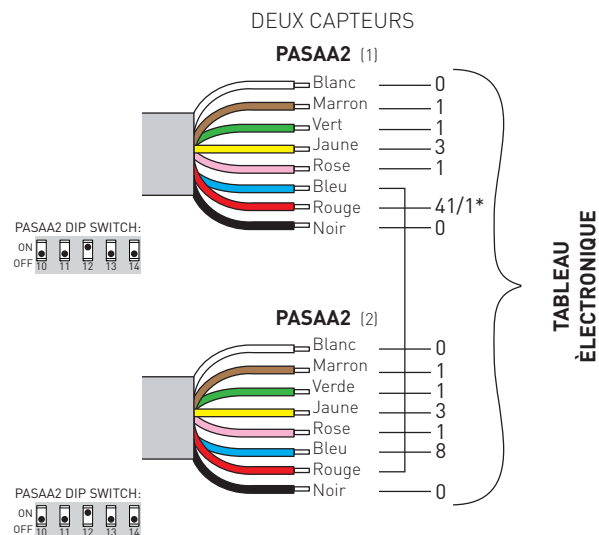 DEUX CAPTEURS
PASAA2 (1)
Blanc 0
Marron 1
Vert 1
Jaune 3
Rose 1
Bleu
Rouge 41/1*
Noir 0
PASAA2 DIP SWITCH:
ON
OFF
10 11 12 13 14
TABLEAU
ÈLECTRONIQUE
PASAA2 (2)
Blanc 0
Marron 1
Verde 1
Jaune 3
Rose 1
Bleu 8
Rouge
Noir 0
PASAA2 DIP SWITCH:
ON
OFF
10 11 12 13 14